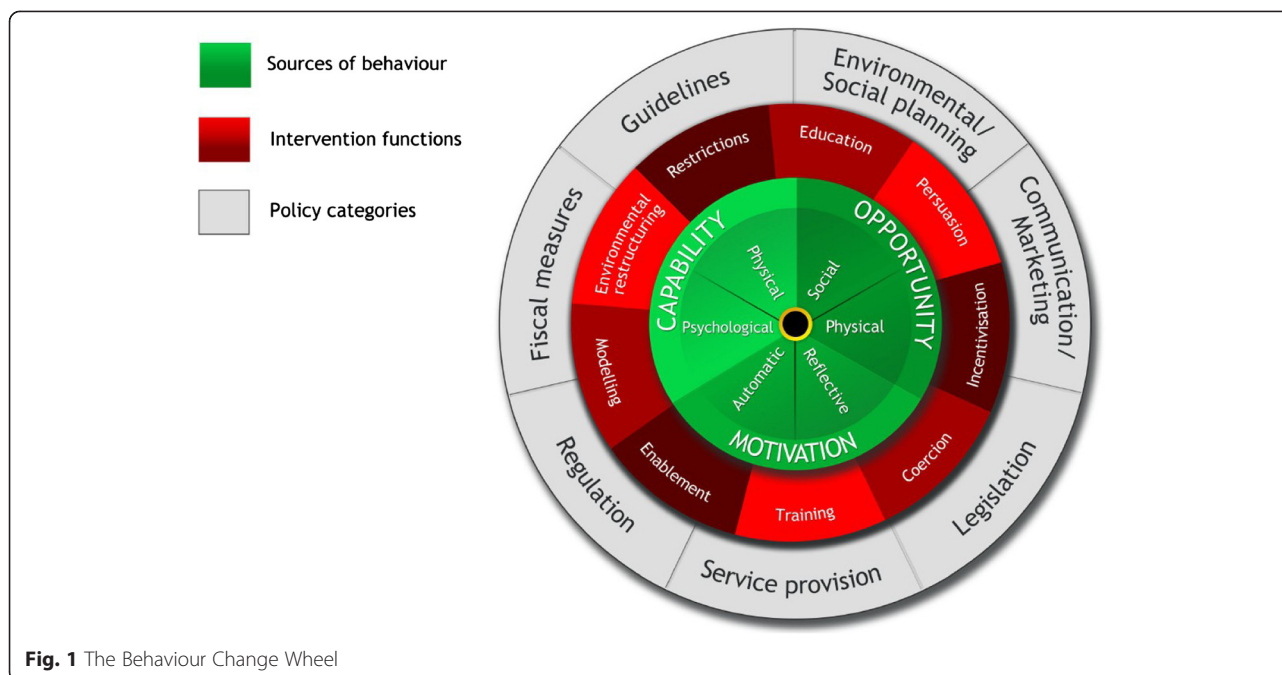 Sources of behaviour
Intervention functions
Policy categories
Guidelines
Environmental/
Social planning
Communication/
Marketing
Legislation
Service provision
Regulation
Fiscal measures
Restrictions
Education
Persuasion
Incentivisation
Coercion
Training
Enablement
Modelling
Environmental
restructuring
CAPABILITY
OPPORTUNITY
MOTIVATION
Physical
Social
Psychological
Physical
Automatic
Reflective
Fig. 1 The Behaviour Change Wheel